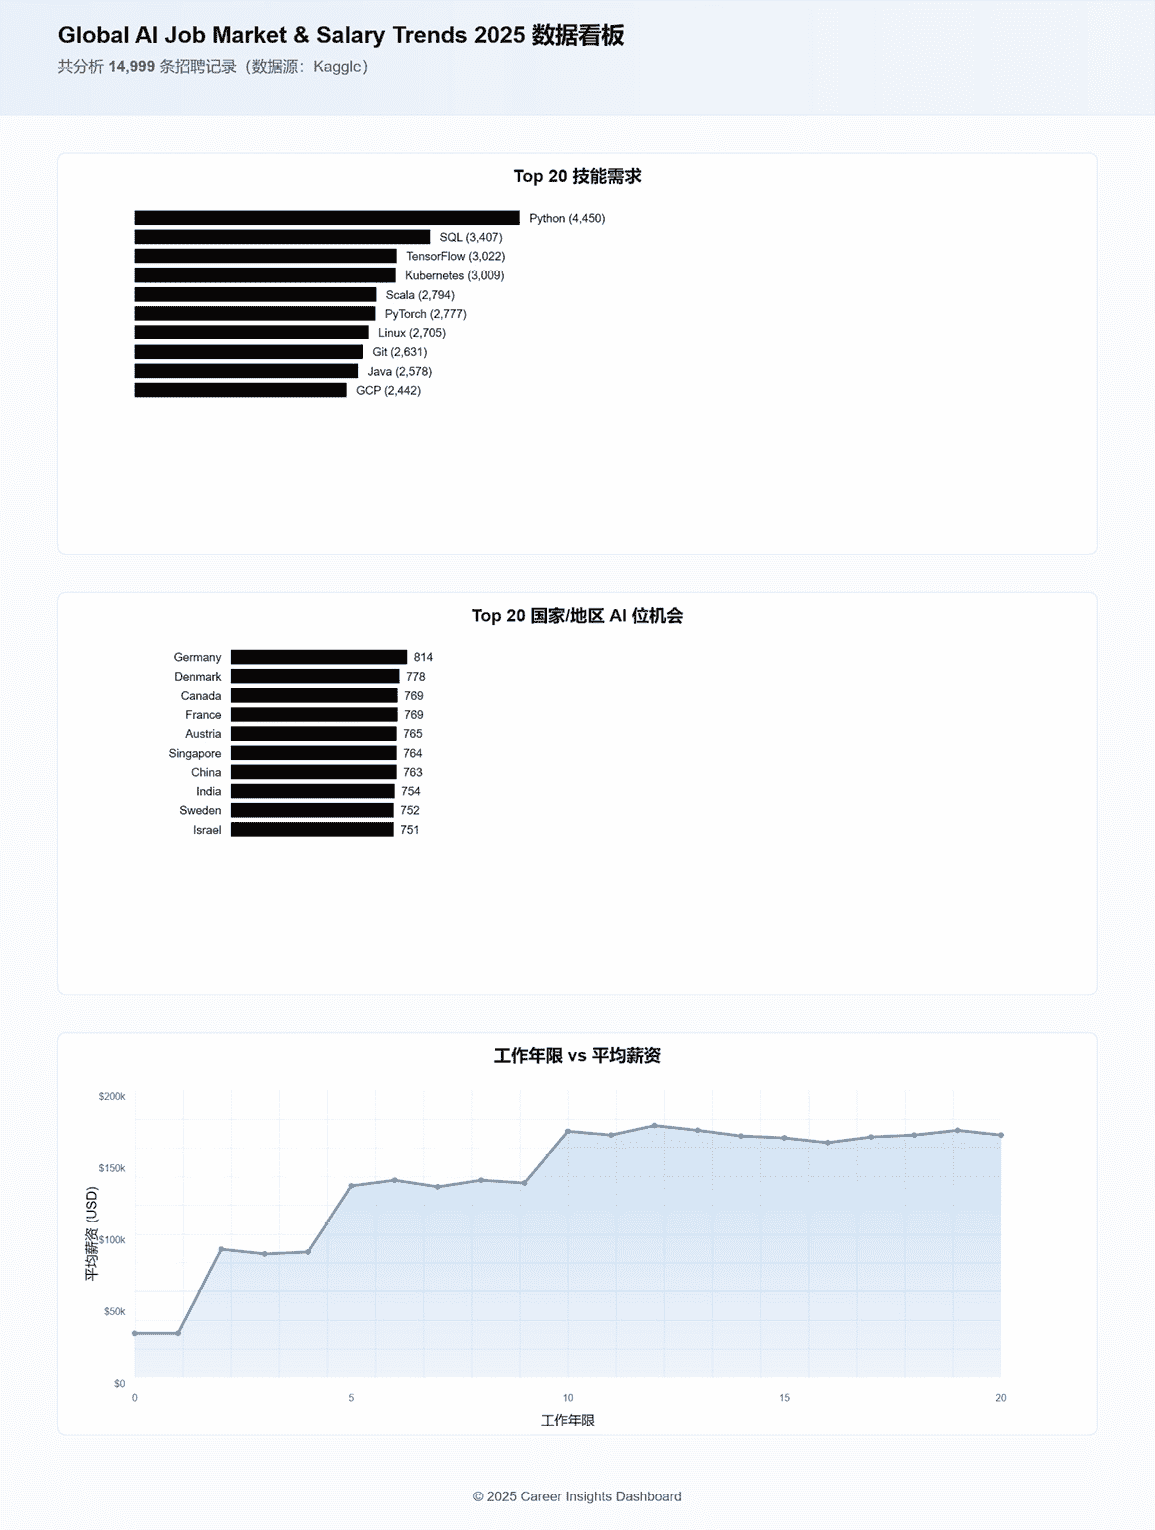 Global AI Job Market & Salary Trends 2025 数据看板
共分析 14,999 条招聘记录（数据源：Kaggle）
Top 20 技能需求
Python (4,450)
SQL (3,407)
TensorFlow (3,022)
Kubernetes (3,009)
Scala (2,794)
PyTorch (2,777)
Linux (2,705)
Git (2,631)
Java (2,578)
GCP (2,442)
Top 20 国家/地区 AI 位机会
Germany 814
Denmark 778
Canada 769
France 769
Austria 765
Singapore 764
China 763
India 754
Sweden 752
Israel 751
工作年限 vs 平均薪资
平均薪资 (USD)
$200k
$150k
$100k
$50k
$0
0 5 10 15 20
工作年限
© 2025 Career Insights Dashboard